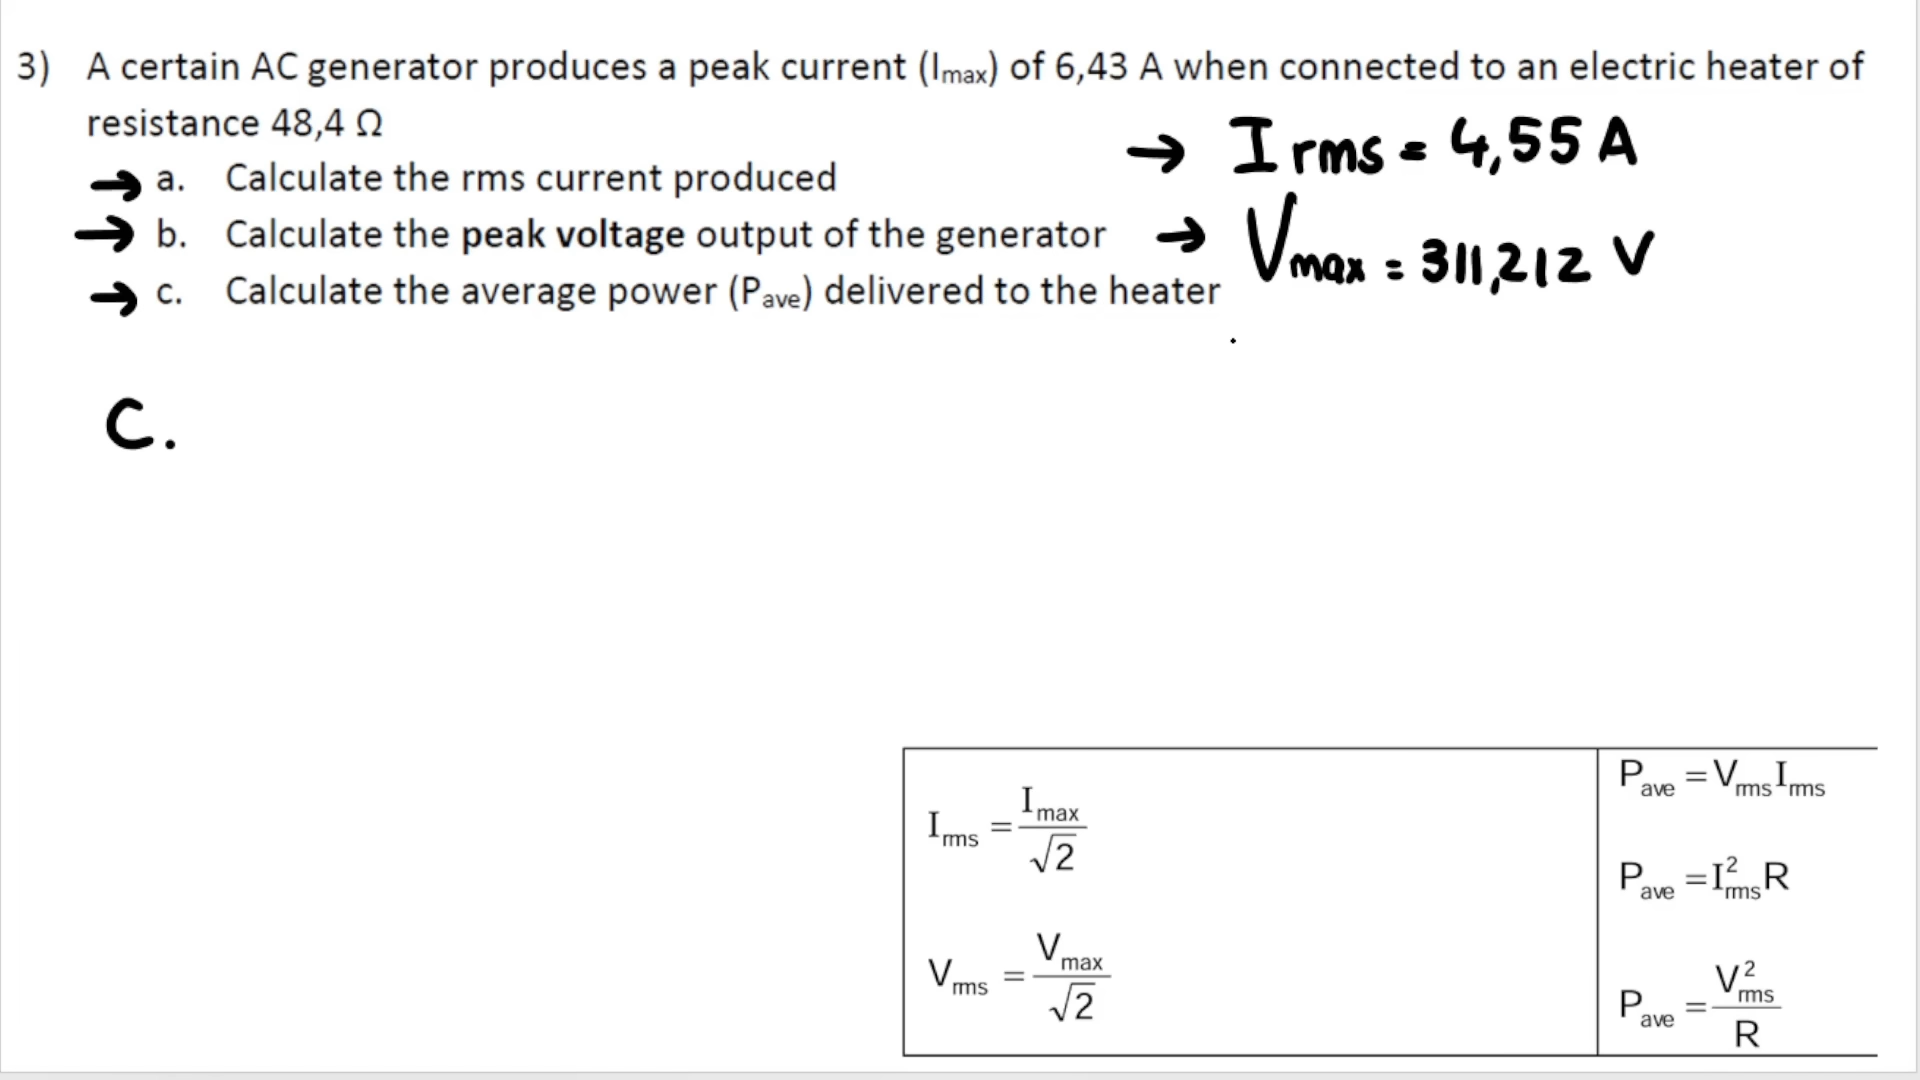 3) A certain AC generator produces a peak current (Imax) of 6,43 A when connected to an electric heater of
resistance 48,4 Ω
→ a. Calculate the rms current produced
→ Irms = 4,55 A
→ b. Calculate the peak voltage output of the generator
→ Vmax = 311,212 V
→ c. Calculate the average power (Pave) delivered to the heater
C.
Irms = Imax/√2
Vrms = Vmax/√2
Pave = VrmsIrms
Pave = I²rmsR
Pave = V²rms/R